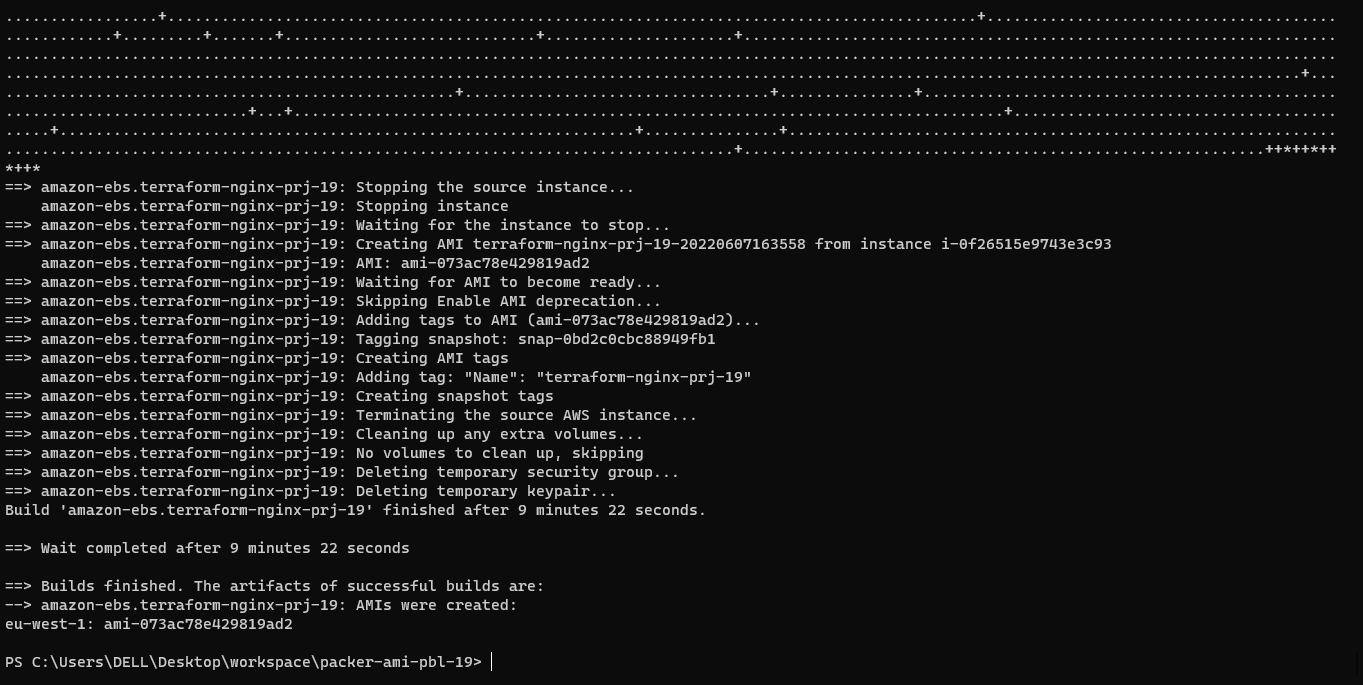 .................+..........................................................................................+.......................................
............+.........+.......+............................+.....................+..................................................................
....................................................................................................................................................
................................................................................................................................................+...
..................................................+..................................+...............+..............................................
...........................+...+...............................................................................+....................................
.....+................................................................+...............+.............................................................
.................................................................................+..........................................................++*++*++
*++*
==> amazon-ebs.terraform-nginx-prj-19: Stopping the source instance...
    amazon-ebs.terraform-nginx-prj-19: Stopping instance
==> amazon-ebs.terraform-nginx-prj-19: Waiting for the instance to stop...
==> amazon-ebs.terraform-nginx-prj-19: Creating AMI terraform-nginx-prj-19-20220607163558 from instance i-0f26515e9743e3c93
    amazon-ebs.terraform-nginx-prj-19: AMI: ami-073ac78e429819ad2
==> amazon-ebs.terraform-nginx-prj-19: Waiting for AMI to become ready...
==> amazon-ebs.terraform-nginx-prj-19: Skipping Enable AMI deprecation...
==> amazon-ebs.terraform-nginx-prj-19: Adding tags to AMI (ami-073ac78e429819ad2)...
==> amazon-ebs.terraform-nginx-prj-19: Tagging snapshot: snap-0bd2c0cbc88949fb1
==> amazon-ebs.terraform-nginx-prj-19: Creating AMI tags
    amazon-ebs.terraform-nginx-prj-19: Adding tag: "Name": "terraform-nginx-prj-19"
==> amazon-ebs.terraform-nginx-prj-19: Creating snapshot tags
==> amazon-ebs.terraform-nginx-prj-19: Terminating the source AWS instance...
==> amazon-ebs.terraform-nginx-prj-19: Cleaning up any extra volumes...
==> amazon-ebs.terraform-nginx-prj-19: No volumes to clean up, skipping
==> amazon-ebs.terraform-nginx-prj-19: Deleting temporary security group...
==> amazon-ebs.terraform-nginx-prj-19: Deleting temporary keypair...
Build 'amazon-ebs.terraform-nginx-prj-19' finished after 9 minutes 22 seconds.

==> Wait completed after 9 minutes 22 seconds

==> Builds finished. The artifacts of successful builds are:
--> amazon-ebs.terraform-nginx-prj-19: AMIs were created:
eu-west-1: ami-073ac78e429819ad2

PS C:\Users\DELL\Desktop\workspace\packer-ami-pbl-19>